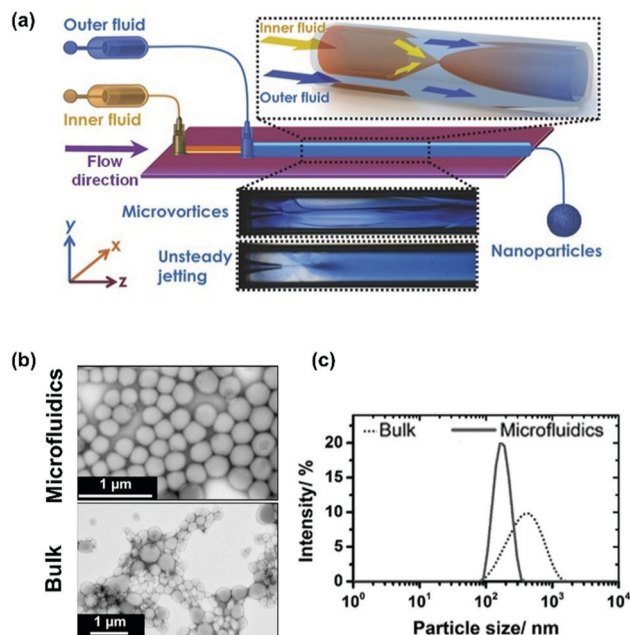 (a)
Outer fluid
Inner fluid
Flow
direction
Inner fluid
Outer fluid
Microvortices
Unsteady
jetting
Nanoparticles
y
x
z
(b)
Microfluidics
1 µm
Bulk
1 µm
(c)
Bulk
Microfluidics
Intensity/ %
20
15
10
5
0
10⁰
10¹
10²
10³
10⁴
Particle size/ nm